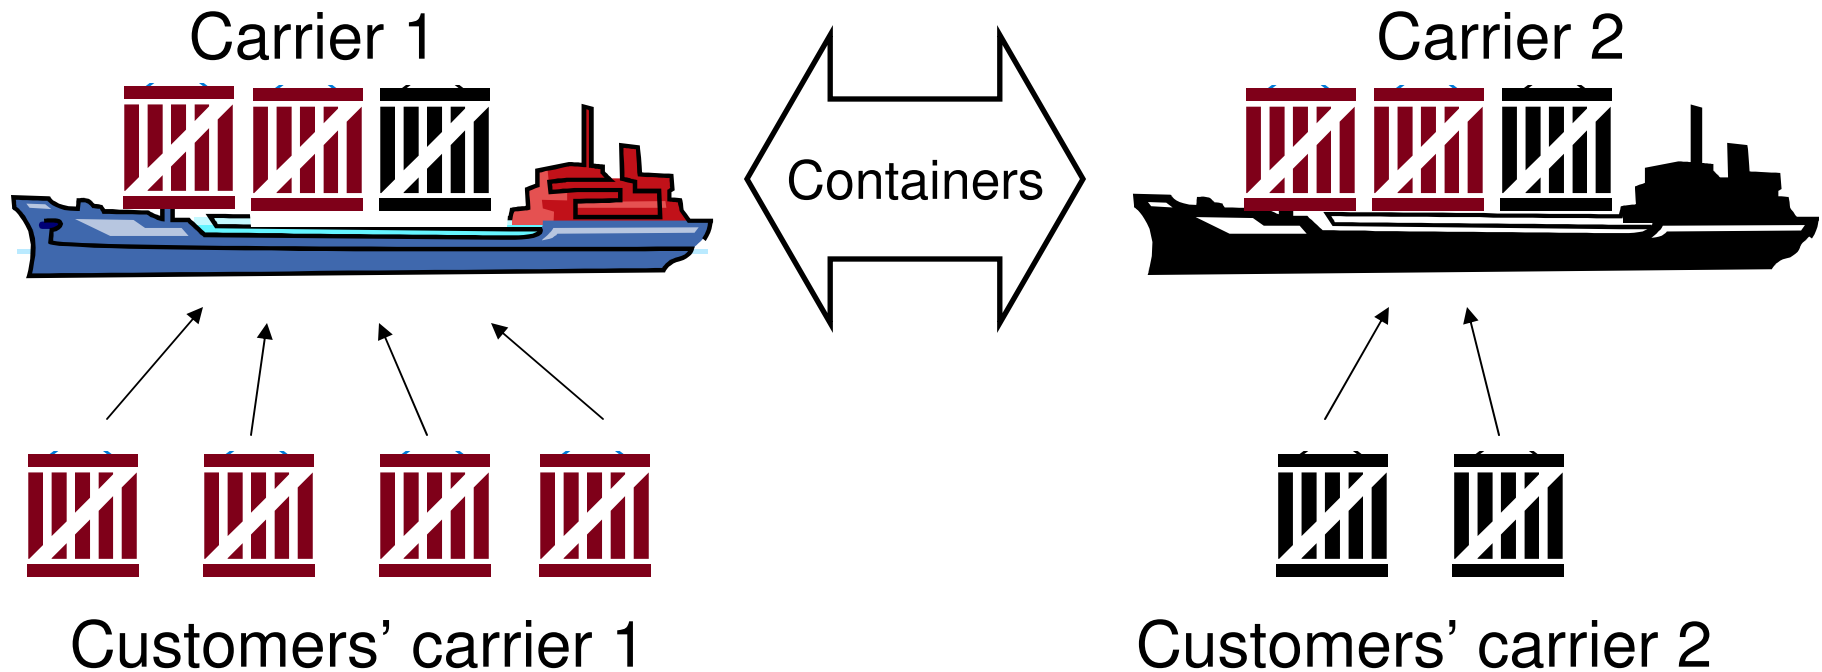 Carrier 1
Carrier 2
Containers
Customers’ carrier 1
Customers’ carrier 2